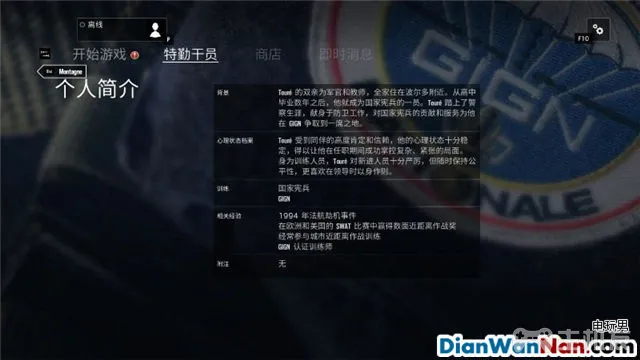 离线
P
F10
开始游戏
特勤干员
商店
即时消息
Esc Montagne
个人简介
GIGN
NATIONALE
背景
Touré 的双亲为军官和教师，全家住在波尔多附近。从高中
毕业数年之后，他就成为国家宪兵的一员。Touré 踏上了警
察生涯，献身于防卫工作，对国家宪兵的贡献和服务为他
在 GIGN 争取到一席之地。
心理状态档案
Touré 受到同伴的高度肯定和信赖，他的心理状态十分稳
定，得以让他在任职期间成功掌控复杂、紧张的局面。
身为训练人员，Touré 对新进人员十分严厉，但随时保持公
平性，更喜欢在领导时以身作则。
训练
国家宪兵
GIGN
相关经验
1994 年法航劫机事件
在欧洲和美国的 SWAT 比赛中赢得数面近距离作战奖
经常参与城市近距离作战训练
GIGN 认证训练师
附注
无
电玩男
DianWanNan.com